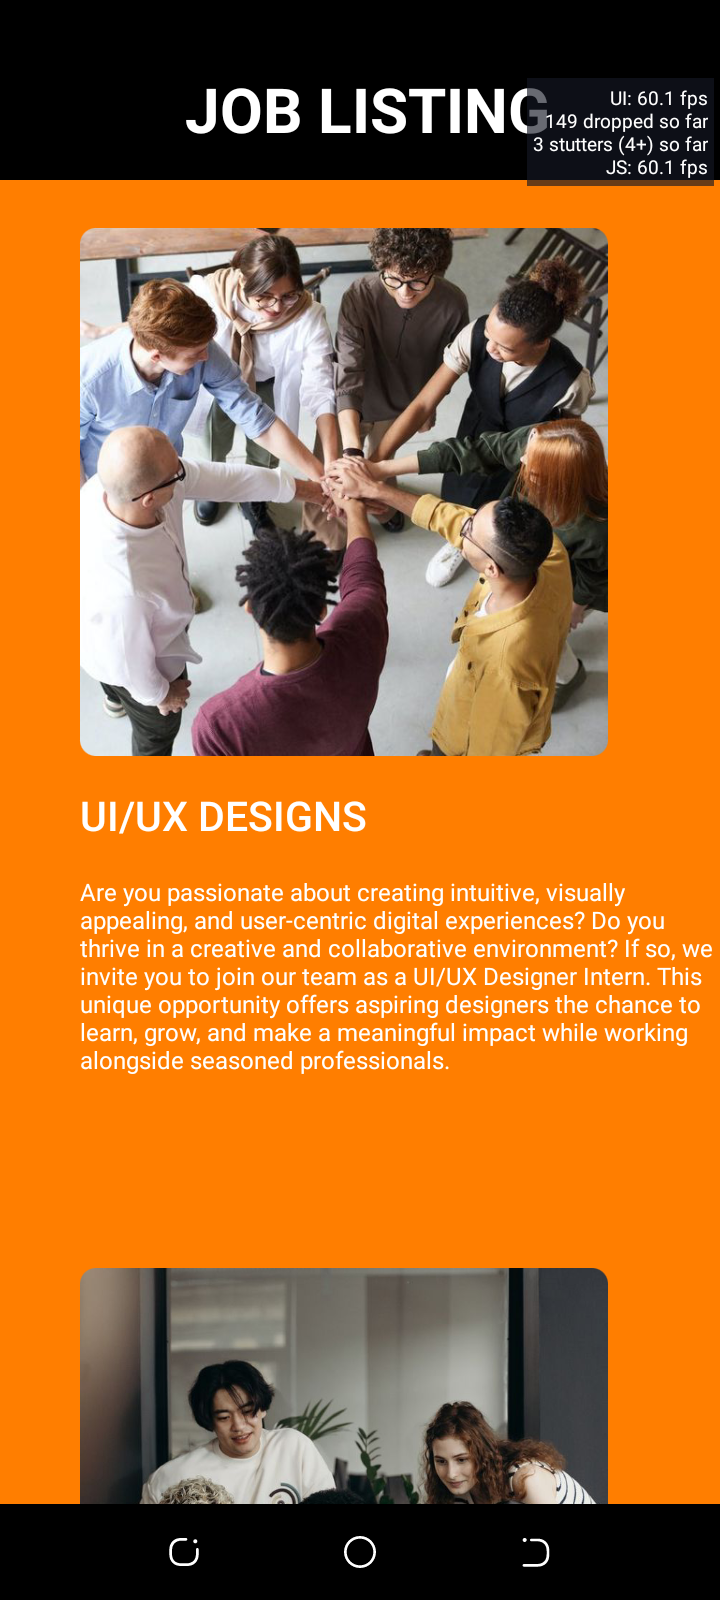 JOB LISTING
UI: 60.1 fps
149 dropped so far
3 stutters (4+) so far
JS: 60.1 fps
UI/UX DESIGNS
Are you passionate about creating intuitive, visually
appealing, and user-centric digital experiences? Do you
thrive in a creative and collaborative environment? If so, we
invite you to join our team as a UI/UX Designer Intern. This
unique opportunity offers aspiring designers the chance to
learn, grow, and make a meaningful impact while working
alongside seasoned professionals.